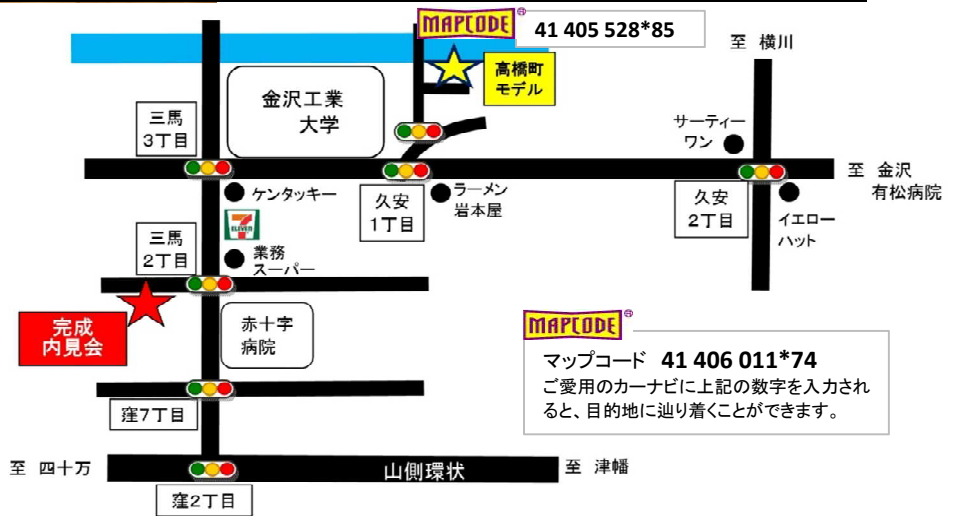 MAPCODE®
41 405 528*85
至 横川
高橋町
モデル
金沢工業
大学
三馬
3丁目
サーティー
ワン
至 金沢
有松病院
ケンタッキー
久安
1丁目
ラーメン
岩本屋
久安
2丁目
イエロー
ハット
ELEVEN
三馬
2丁目
業務
スーパー
完成
内見会
赤十字
病院
MAPCODE®
マップコード 41 406 011*74
ご愛用のカーナビに上記の数字を入力され
ると、目的地に辿り着くことができます。
窪7丁目
至 四十万
山側環状
至 津幡
窪2丁目